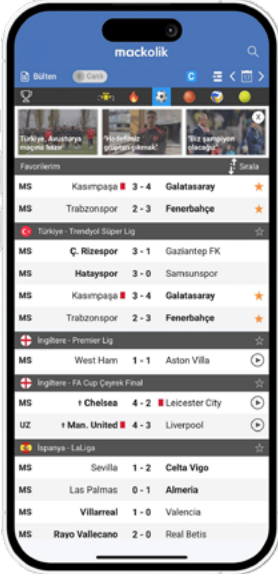 mackolik
Bülten Canlı C
Türkiye, Avusturya maçına hazır
"Hedefimiz gruptan çıkmak"
"Biz şampiyon olacağız"
Favorilerim Sırala
MS Kasımpaşa 3 - 4 Galatasaray
MS Trabzonspor 2 - 3 Fenerbahçe
Türkiye - Trendyol Süper Lig
MS Ç. Rizespor 3 - 1 Gaziantep FK
MS Hatayspor 3 - 0 Samsunspor
MS Kasımpaşa 3 - 4 Galatasaray
MS Trabzonspor 2 - 3 Fenerbahçe
İngiltere - Premier Lig
MS West Ham 1 - 1 Aston Villa
İngiltere - FA Cup Çeyrek Final
MS Chelsea 4 - 2 Leicester City
UZ Man. United 4 - 3 Liverpool
İspanya - LaLiga
MS Sevilla 1 - 2 Celta Vigo
MS Las Palmas 0 - 1 Almeria
MS Villarreal 1 - 0 Valencia
MS Rayo Vallecano 2 - 0 Real Betis